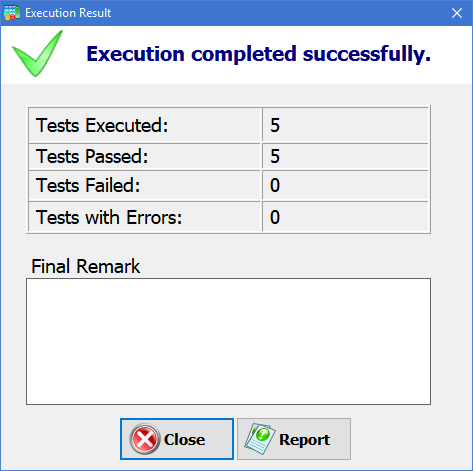 Execution Result
Execution completed successfully.
Tests Executed: 5
Tests Passed: 5
Tests Failed: 0
Tests with Errors: 0
Final Remark
Close Report